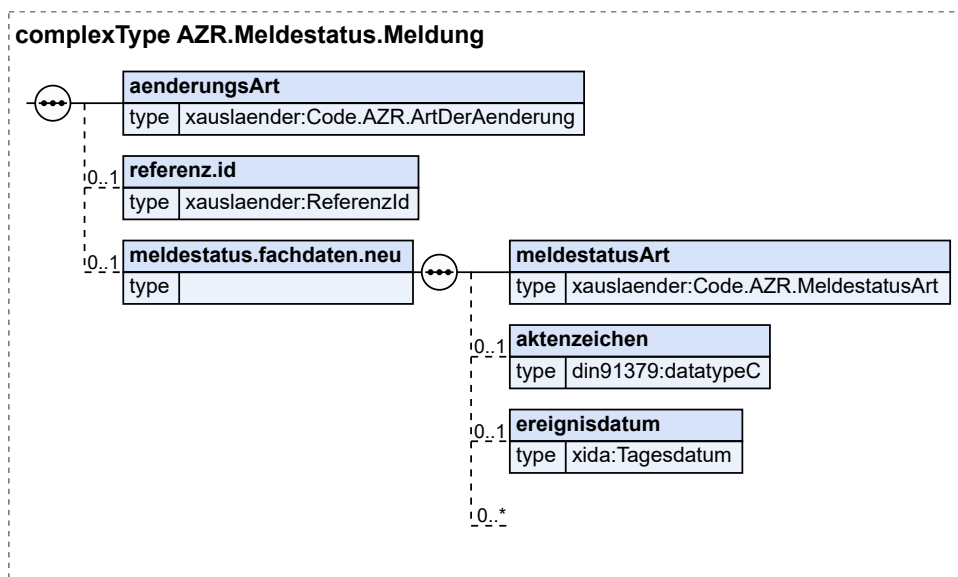 complexType AZR.Meldestatus.Meldung
aenderungsArt
type xauslaender:Code.AZR.ArtDerAenderung
0..1 referenz.id
type xauslaender:ReferenzId
0..1 meldestatus.fachdaten.neu
type
meldestatusArt
type xauslaender:Code.AZR.MeldestatusArt
0..1 aktenzeichen
type din91379:datatypeC
0..1 ereignisdatum
type xida:Tagesdatum
0..*